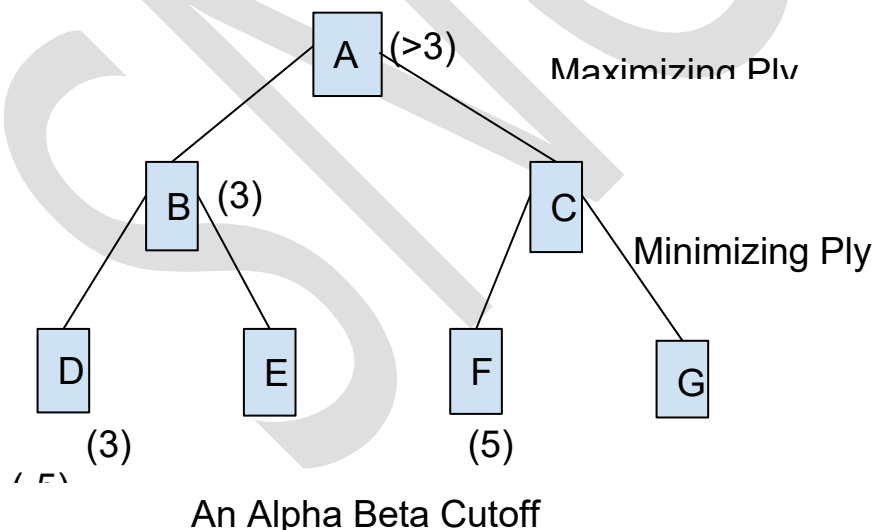 A (>3)
Maximizing Ply
B (3)
C
Minimizing Ply
D
E
F
G
(3)
(5)
An Alpha Beta Cutoff